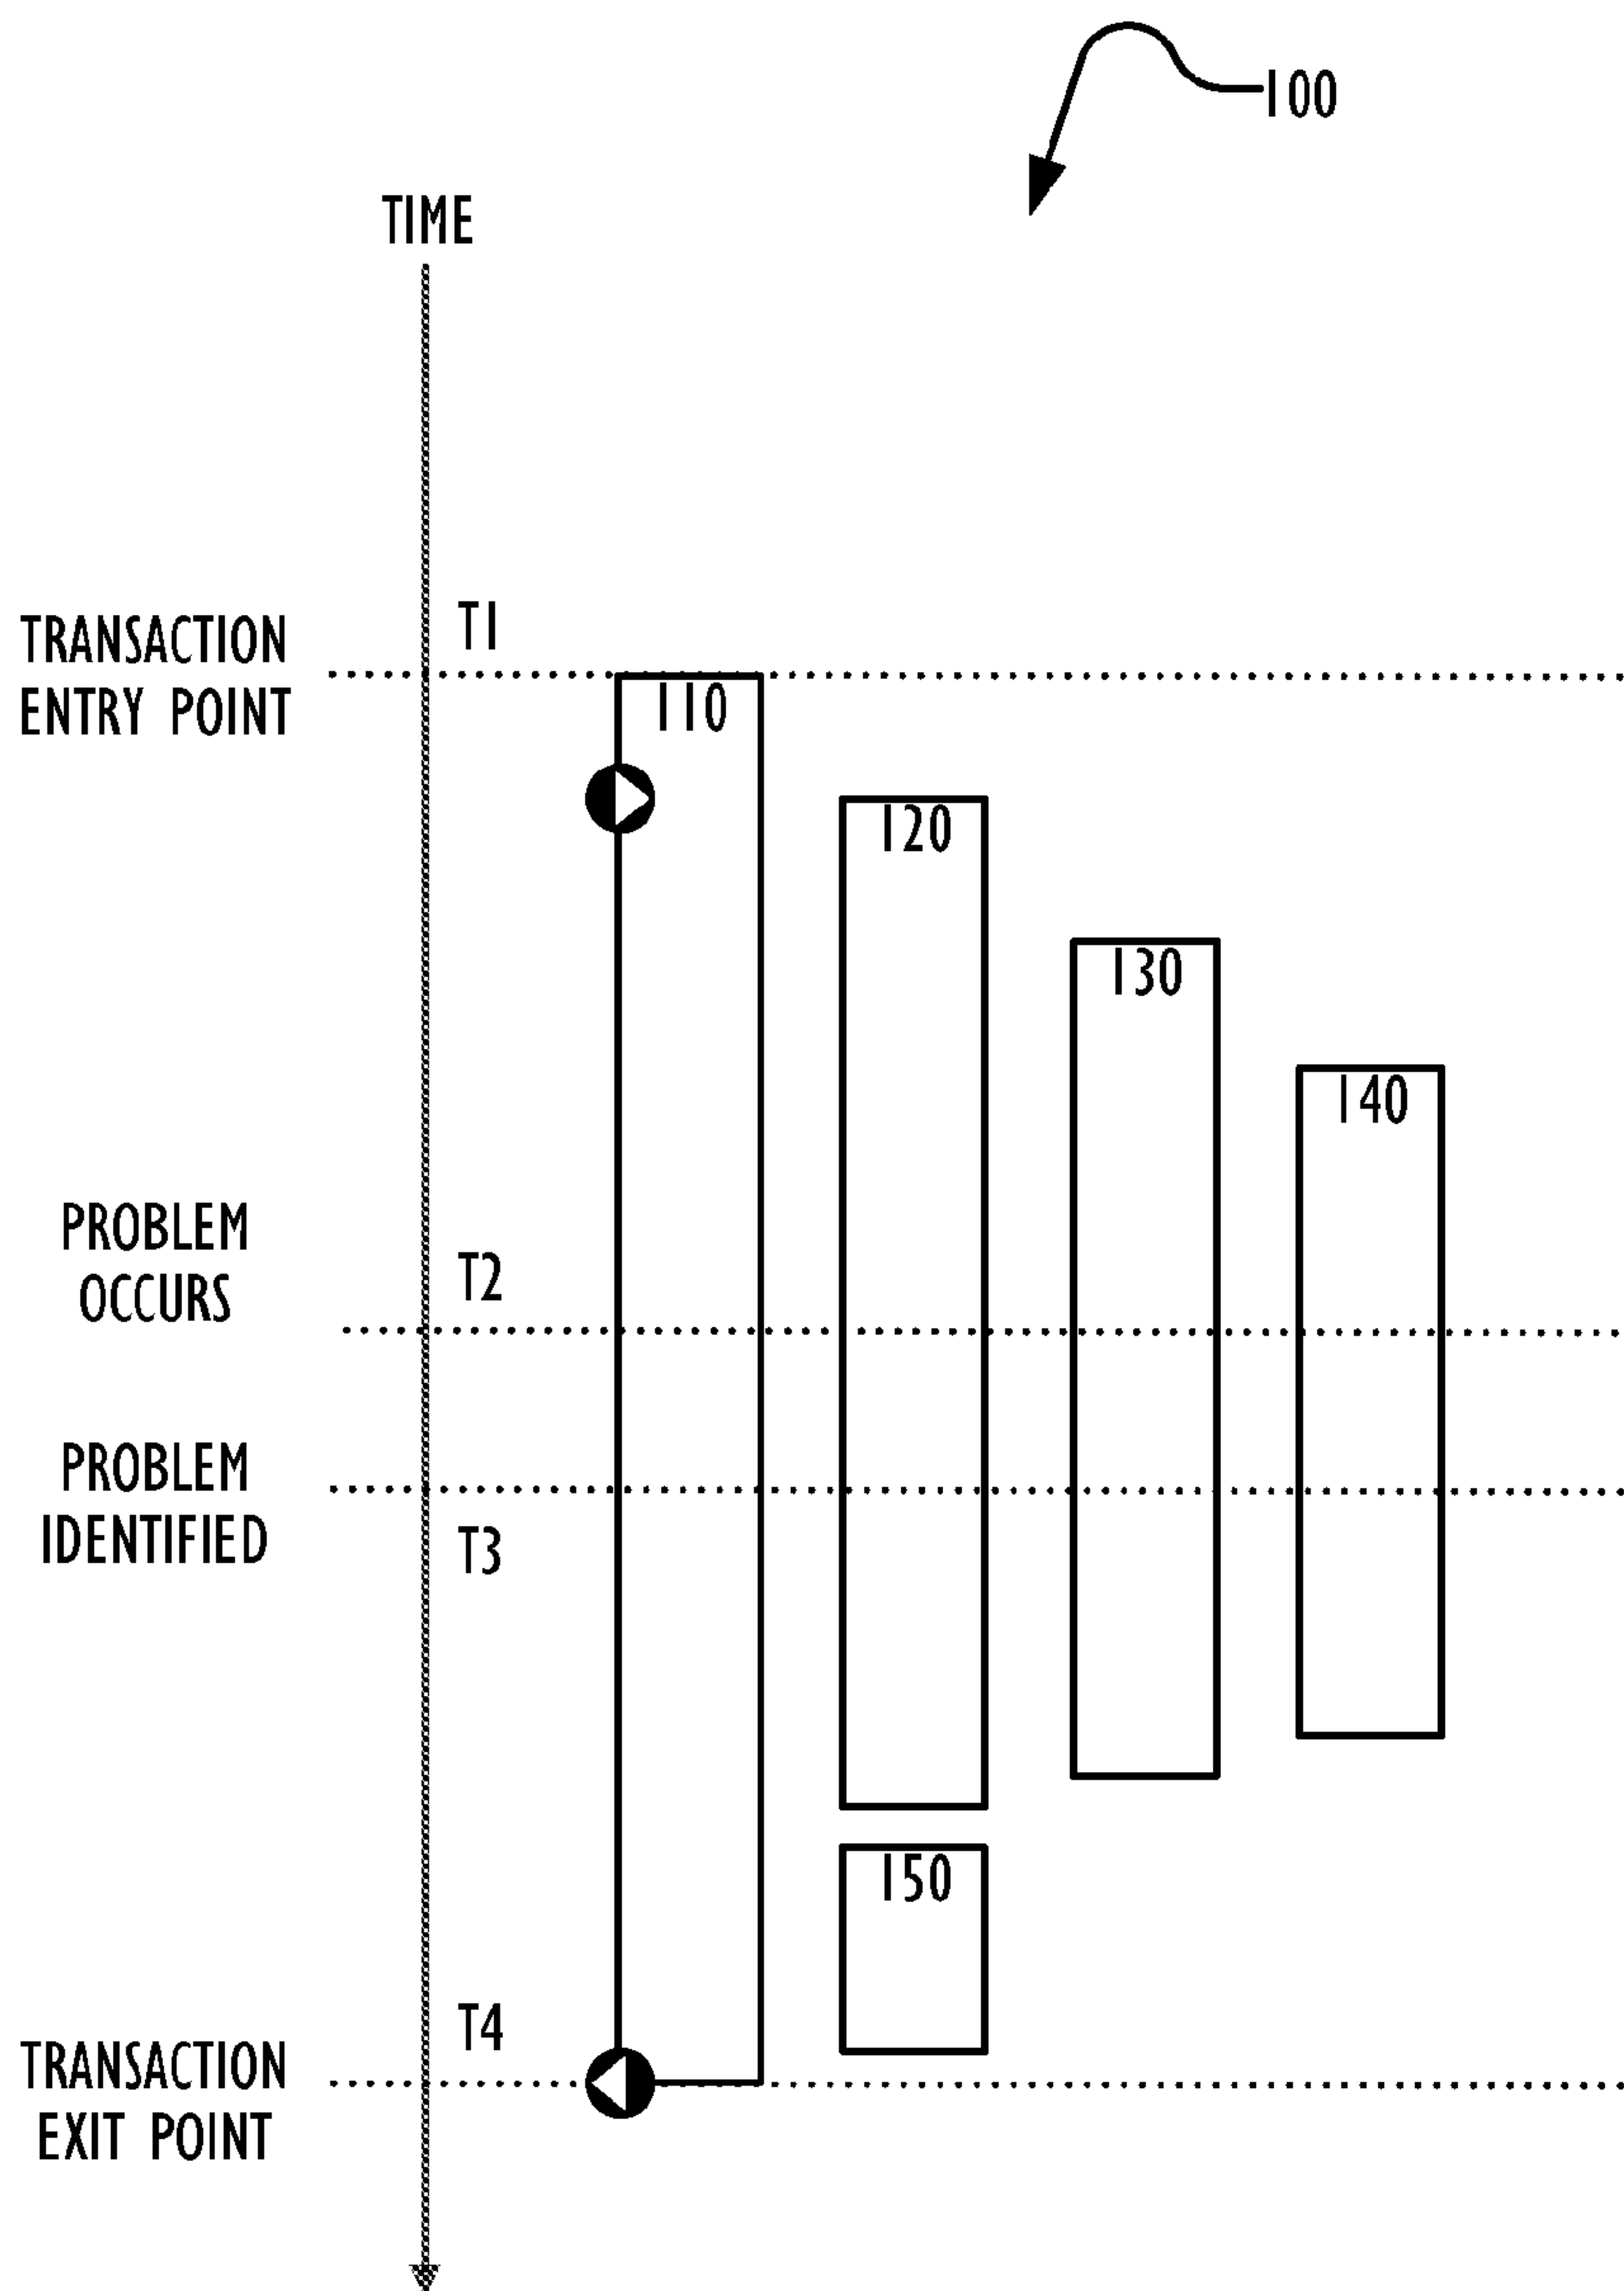 100
TIME
T1
TRANSACTION
ENTRY POINT
110
120
130
140
PROBLEM
OCCURS
T2
PROBLEM
IDENTIFIED
T3
150
T4
TRANSACTION
EXIT POINT